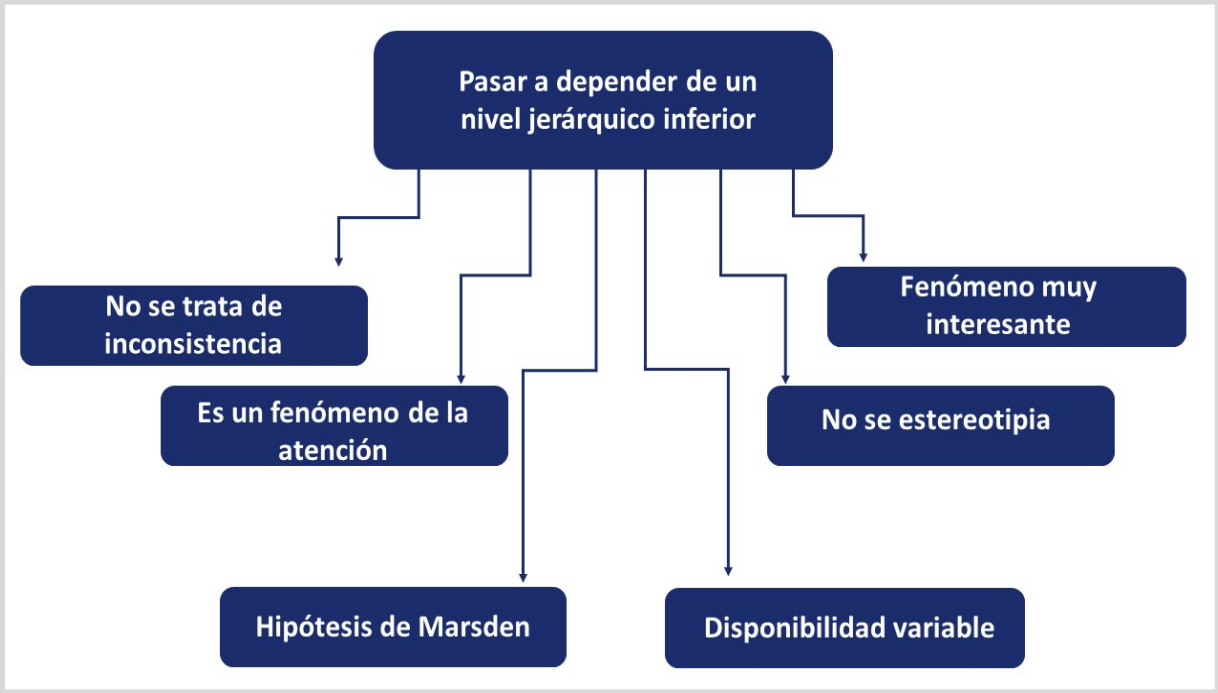 Pasar a depender de un
nivel jerárquico inferior
No se trata de
inconsistencia
Fenómeno muy
interesante
Es un fenómeno de la
atención
No se estereotipia
Hipótesis de Marsden
Disponibilidad variable